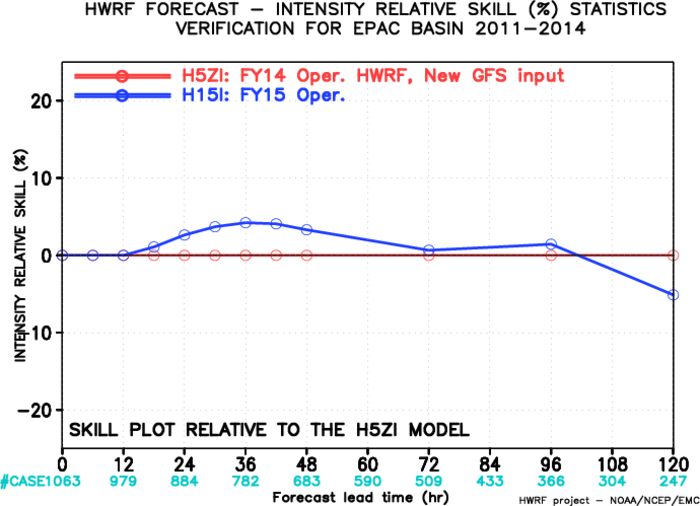 HWRF FORECAST – INTENSITY RELATIVE SKILL (%) STATISTICS
VERIFICATION FOR EPAC BASIN 2011–2014
H5ZI: FY14 Oper. HWRF, New GFS input
H15I: FY15 Oper.
INTENSITY RELATIVE SKILL (%)
20
10
0
–10
–20
SKILL PLOT RELATIVE TO THE H5ZI MODEL
0 12 24 36 48 60 72 84 96 108 120
#CASE1063 979 884 782 683 590 509 433 366 304 247
Forecast lead time (hr)
HWRF project – NOAA/NCEP/EMC